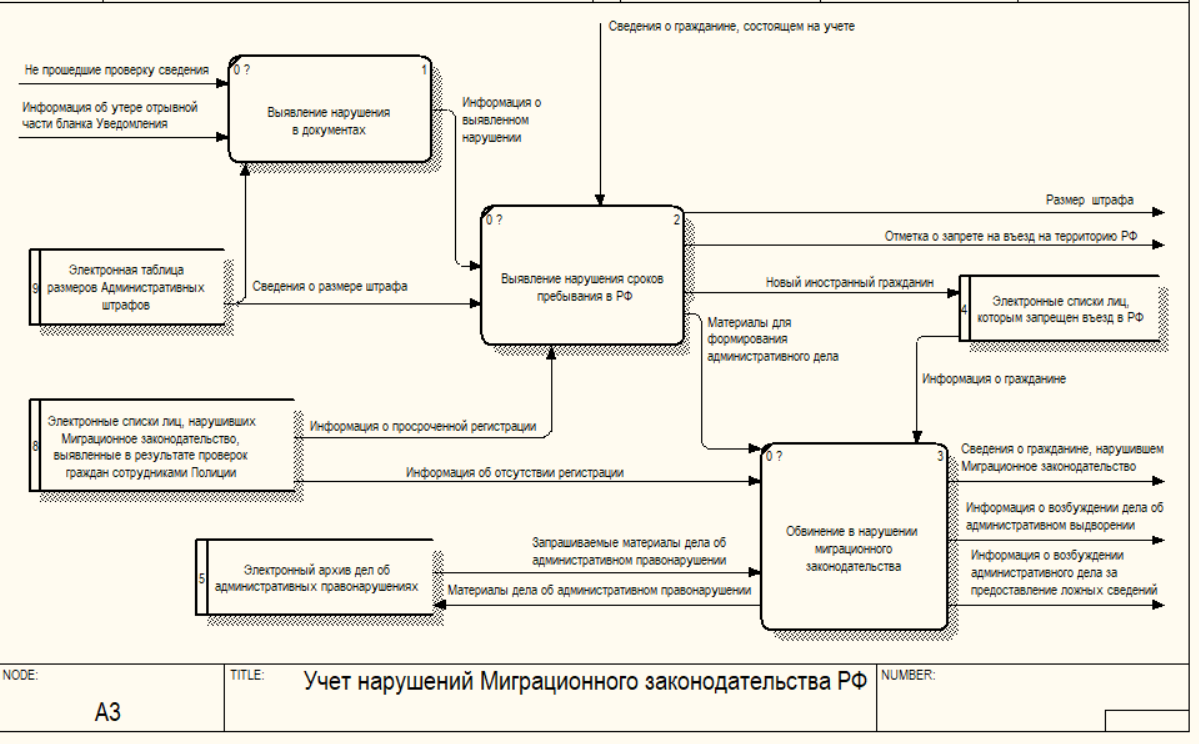 Сведения о гражданине, состоящем на учете
Не прошедшие проверку сведения
0 ?
1
Выявление нарушения
в документах
Информация об утере отрывной
части бланка Уведомления
Информация о
выявленном
нарушении
0 ?
2
Выявление нарушения сроков
пребывания в РФ
Размер штрафа
Отметка о запрете на въезд на территорию РФ
Новый иностранный гражданин
9
Электронная таблица
размеров Административных
штрафов
Сведения о размере штрафа
4
Электронные списки лиц,
которым запрещен въезд в РФ
Материалы для
формирования
административного дела
Информация о гражданине
8
Электронные списки лиц, нарушивших
Миграционное законодательство,
выявленные в результате проверок
граждан сотрудниками Полиции
Информация о просроченной регистрации
Информация об отсутствии регистрации
0 ?
3
Обвинение в нарушении
миграционного
законодательства
Сведения о гражданине, нарушившем
Миграционное законодательство
Информация о возбуждении дела об
административном выдворении
Информация о возбуждении
административного дела за
предоставление ложных сведений
5
Электронный архив дел об
административных правонарушениях
Запрашиваемые материалы дела об
административном правонарушении
Материалы дела об административном правонарушении
NODE:
A3
TITLE:
Учет нарушений Миграционного законодательства РФ
NUMBER: